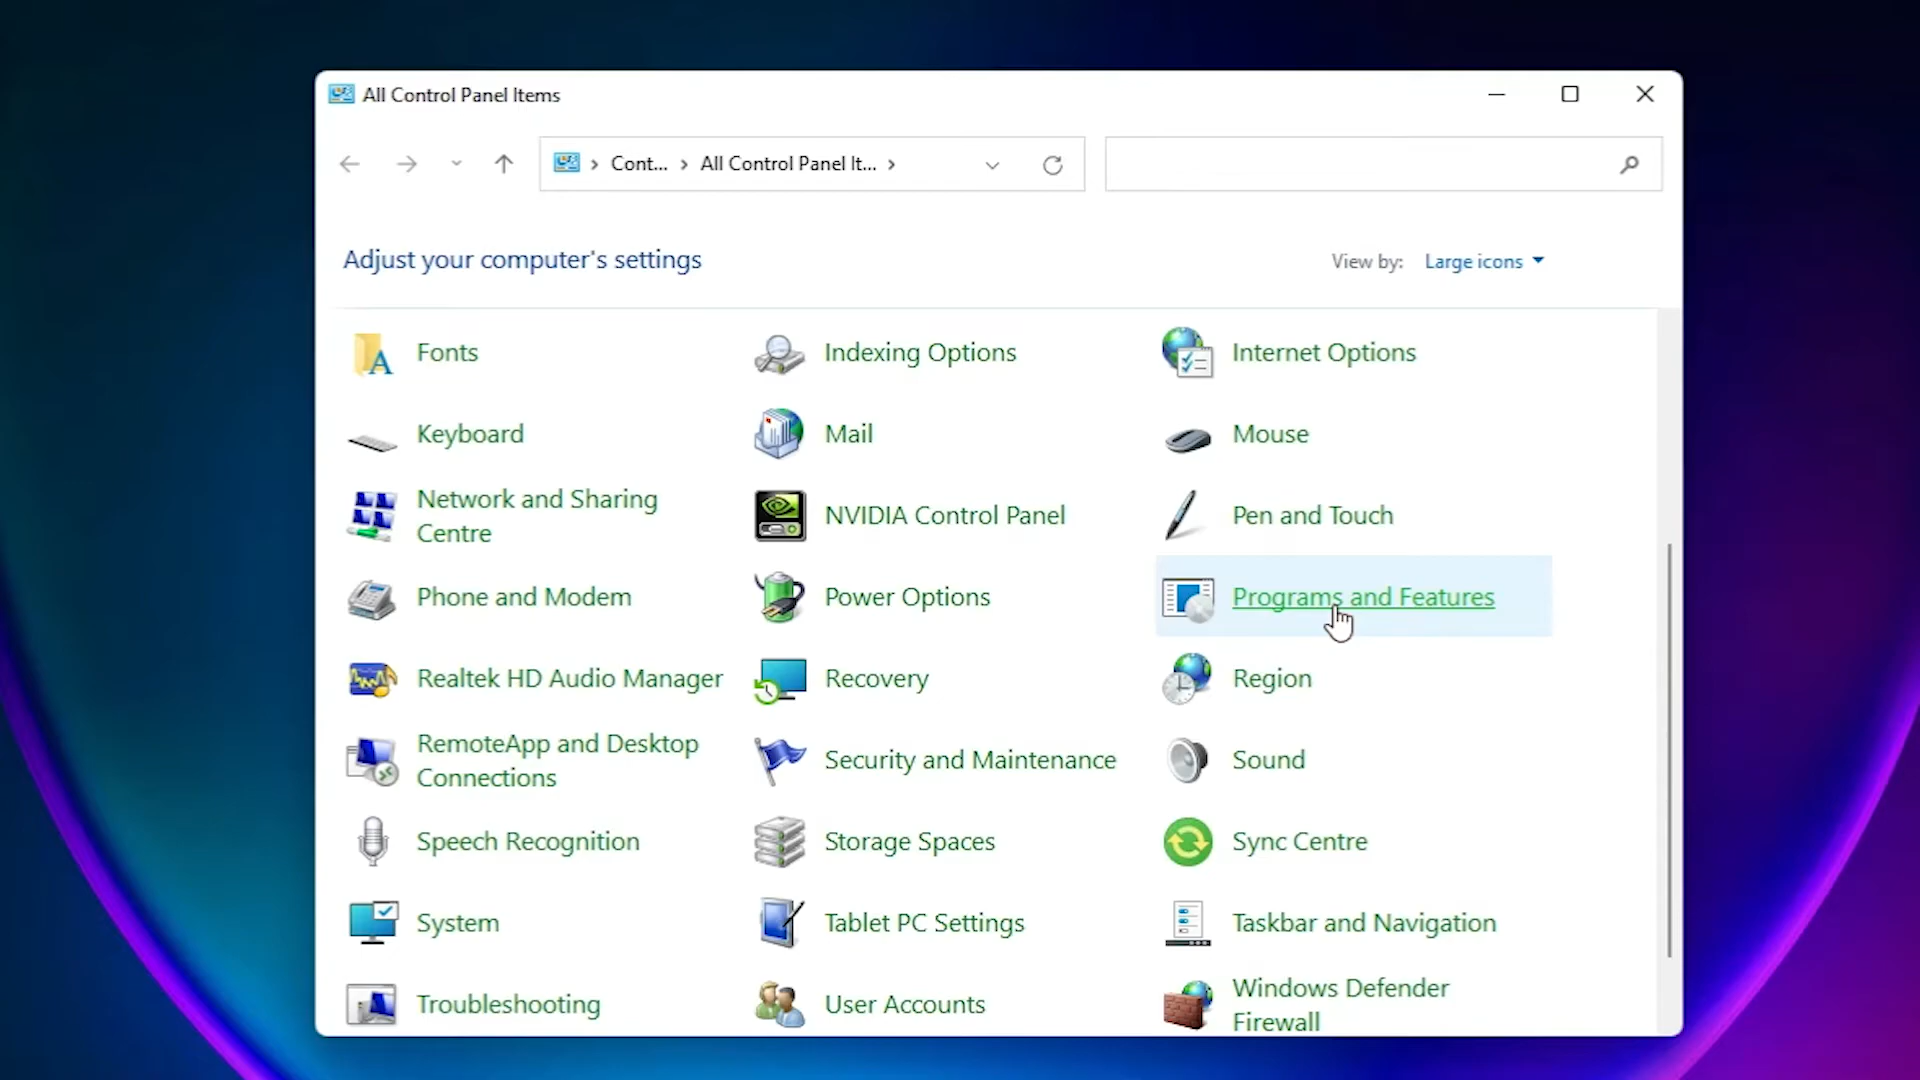 All Control Panel Items
Cont... All Control Panel It...
Adjust your computer's settings
View by: Large icons
Fonts
Indexing Options
Internet Options
Keyboard
Mail
Mouse
Network and Sharing
Centre
NVIDIA Control Panel
Pen and Touch
Phone and Modem
Power Options
Programs and Features
Realtek HD Audio Manager
Recovery
Region
RemoteApp and Desktop
Connections
Security and Maintenance
Sound
Speech Recognition
Storage Spaces
Sync Centre
System
Tablet PC Settings
Taskbar and Navigation
Troubleshooting
User Accounts
Windows Defender
Firewall